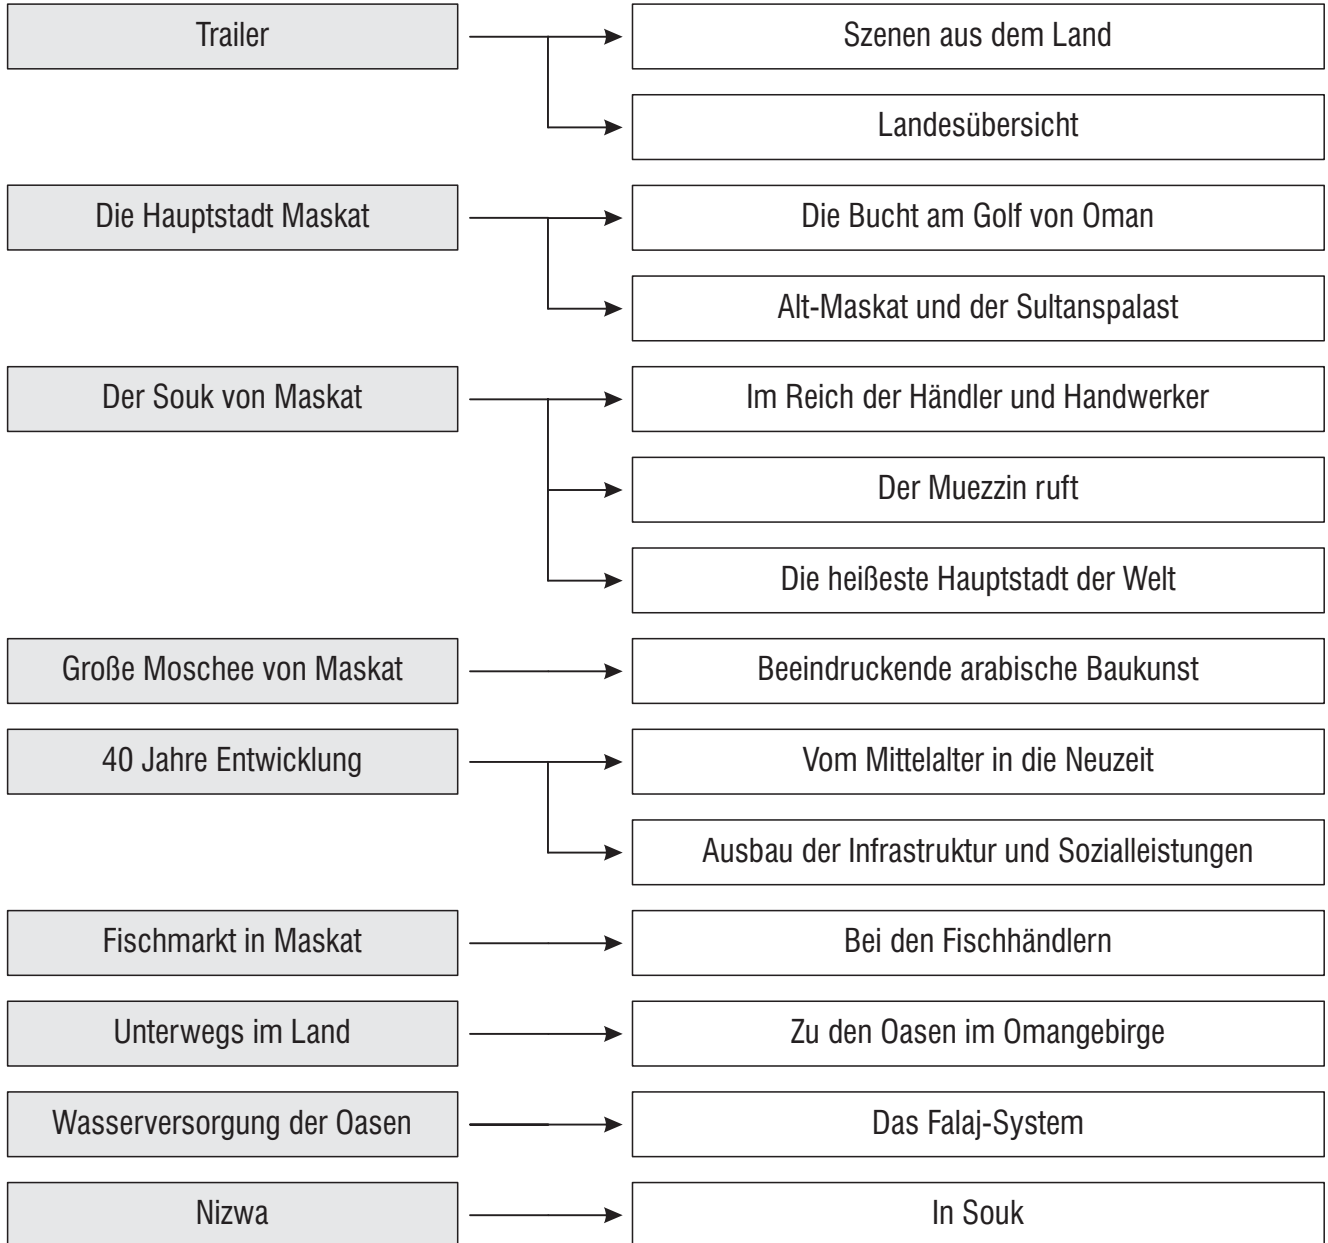 Trailer
Szenen aus dem Land
Landesübersicht
Die Hauptstadt Maskat
Die Bucht am Golf von Oman
Alt-Maskat und der Sultanspalast
Der Souk von Maskat
Im Reich der Händler und Handwerker
Der Muezzin ruft
Die heißeste Hauptstadt der Welt
Große Moschee von Maskat
Beeindruckende arabische Baukunst
40 Jahre Entwicklung
Vom Mittelalter in die Neuzeit
Ausbau der Infrastruktur und Sozialleistungen
Fischmarkt in Maskat
Bei den Fischhändlern
Unterwegs im Land
Zu den Oasen im Omangebirge
Wasserversorgung der Oasen
Das Falaj-System
Nizwa
In Souk